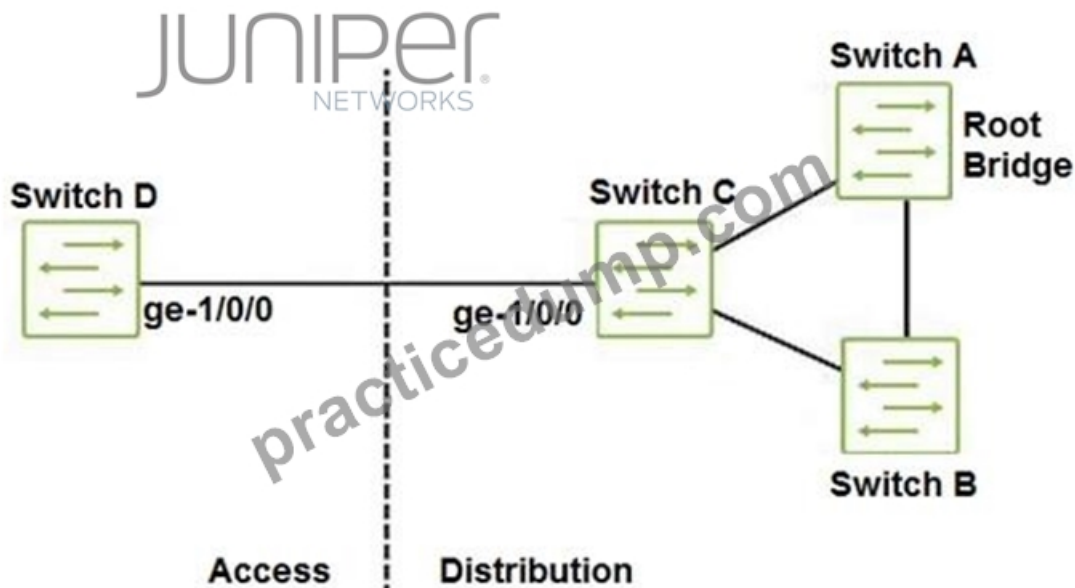 JUNIPER
NETWORKS
Switch A
Root
Bridge
Switch D
Switch C
ge-1/0/0
ge-1/0/0
practicedump.com
Switch B
Access
Distribution